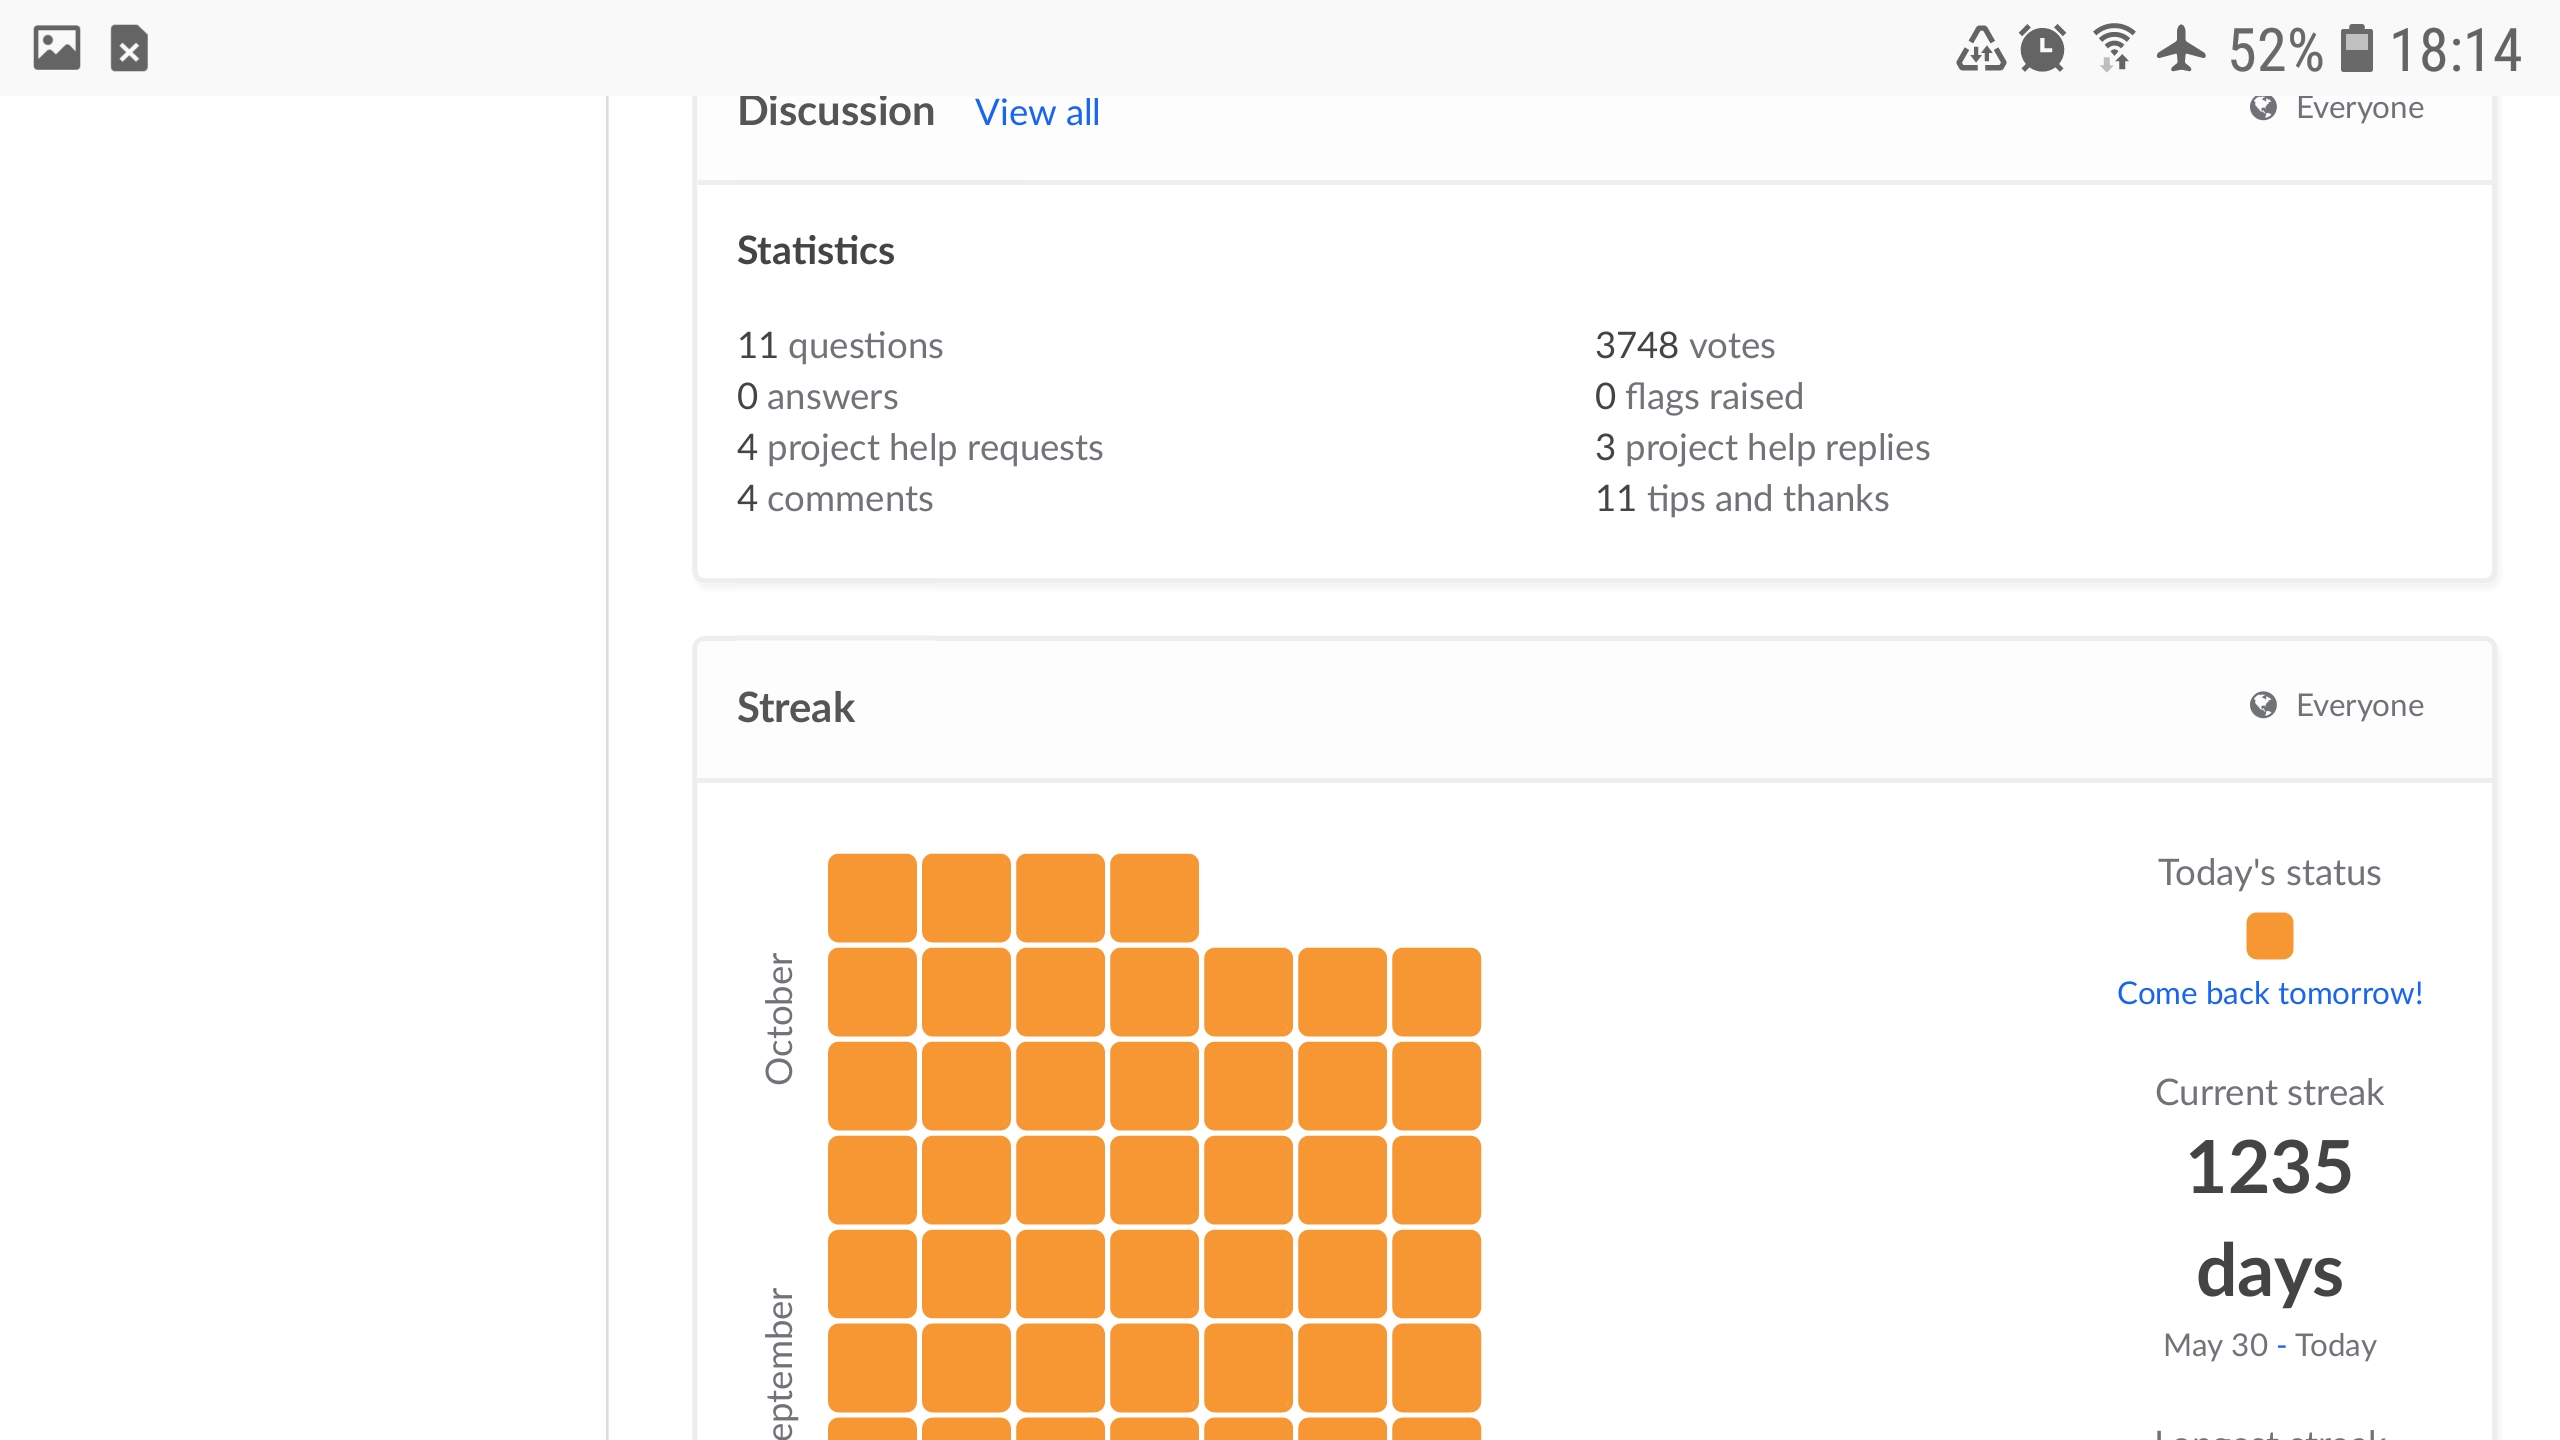 52% 18:14
Discussion View all Everyone
Statistics
11 questions
0 answers
4 project help requests
4 comments
3748 votes
0 flags raised
3 project help replies
11 tips and thanks
Streak Everyone
October
eptember
Today's status
Come back tomorrow!
Current streak
1235
days
May 30 - Today
Longest streak